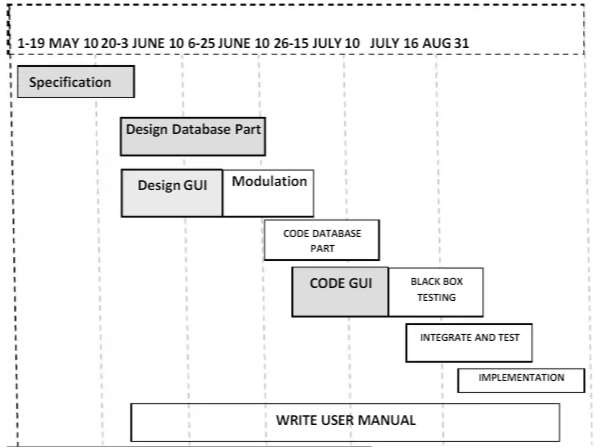 1-19 MAY 10 20-3 JUNE 10 6-25 JUNE 10 26-15 JULY 10 JULY 16 AUG 31
Specification
Design Database Part
Design GUI
Modulation
CODE DATABASE
PART
CODE GUI
BLACK BOX
TESTING
INTEGRATE AND TEST
IMPLEMENTATION
WRITE USER MANUAL